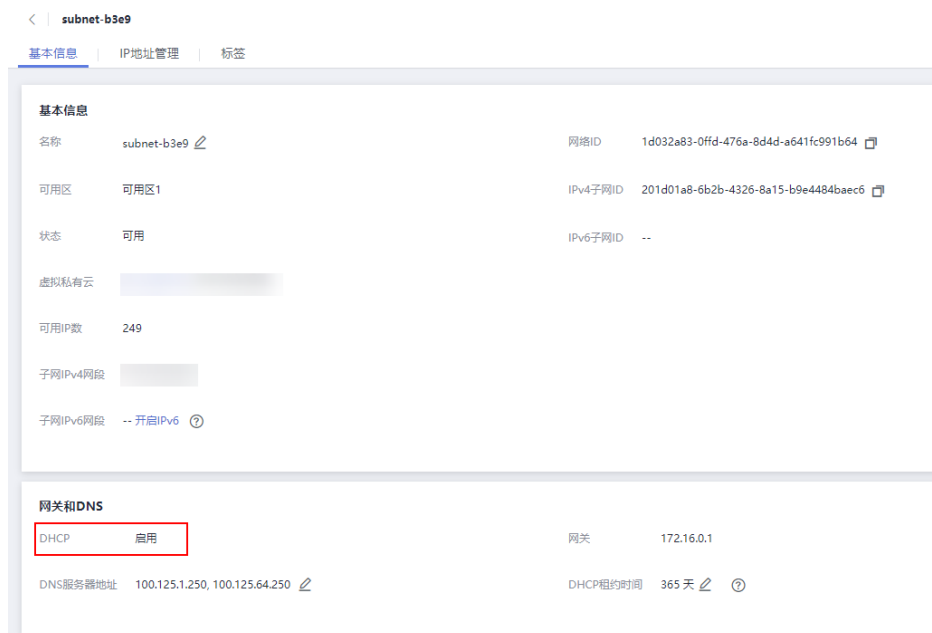 subnet-b3e9
基本信息 IP地址管理 标签
基本信息
名称 subnet-b3e9 网络ID 1d032a83-0ffd-476a-8d4d-a641fc991b64
可用区 可用区1 IPv4子网ID 201d01a8-6b2b-4326-8a15-b9e4484baec6
状态 可用 IPv6子网ID --
虚拟私有云
可用IP数 249
子网IPv4网段
子网IPv6网段 -- 开启IPv6
网关和DNS
DHCP 启用 网关 172.16.0.1
DNS服务器地址 100.125.1.250, 100.125.64.250 DHCP租约时间 365 天